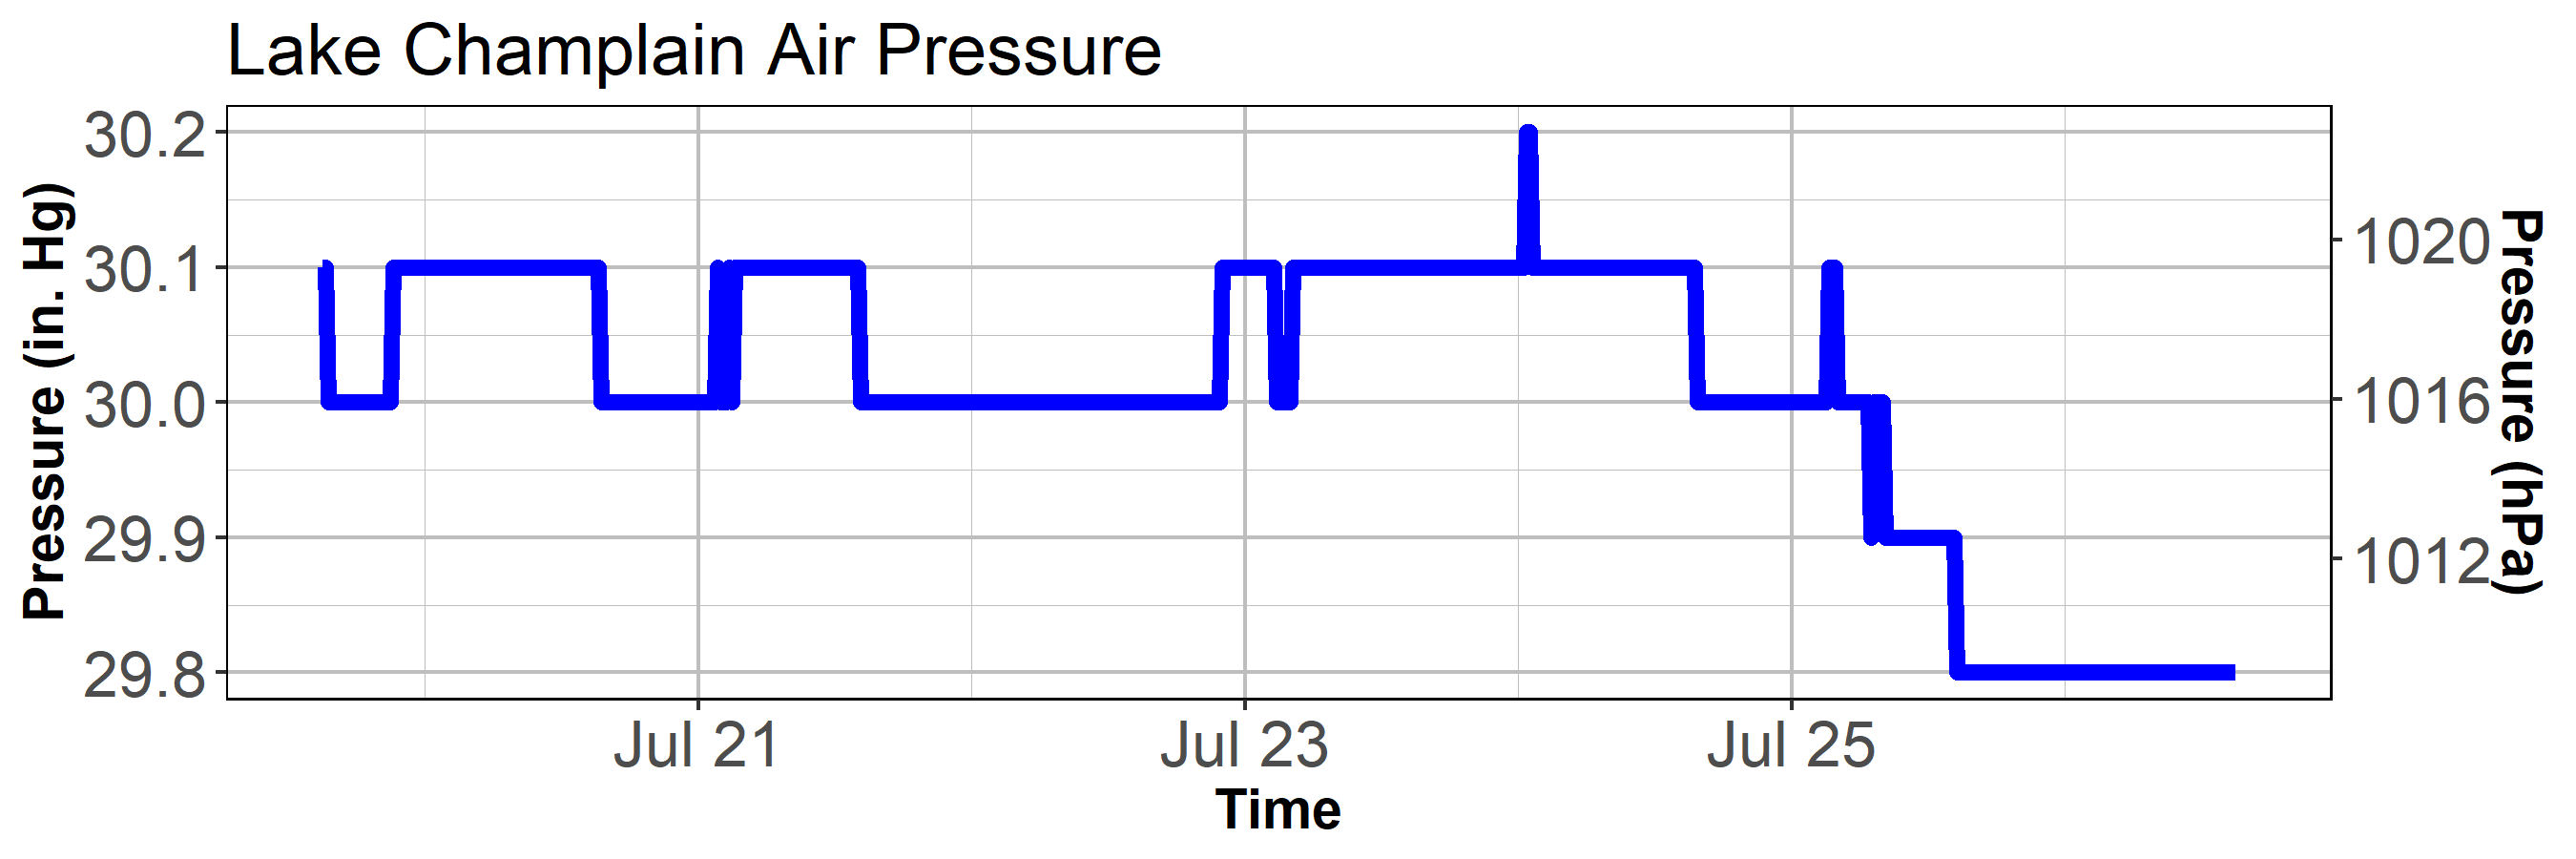 Lake Champlain Air Pressure
Pressure (in. Hg)
30.2
30.1
30.0
29.9
29.8
1020
1016
1012
Pressure (hPa)
Jul 21 Jul 23 Jul 25
Time